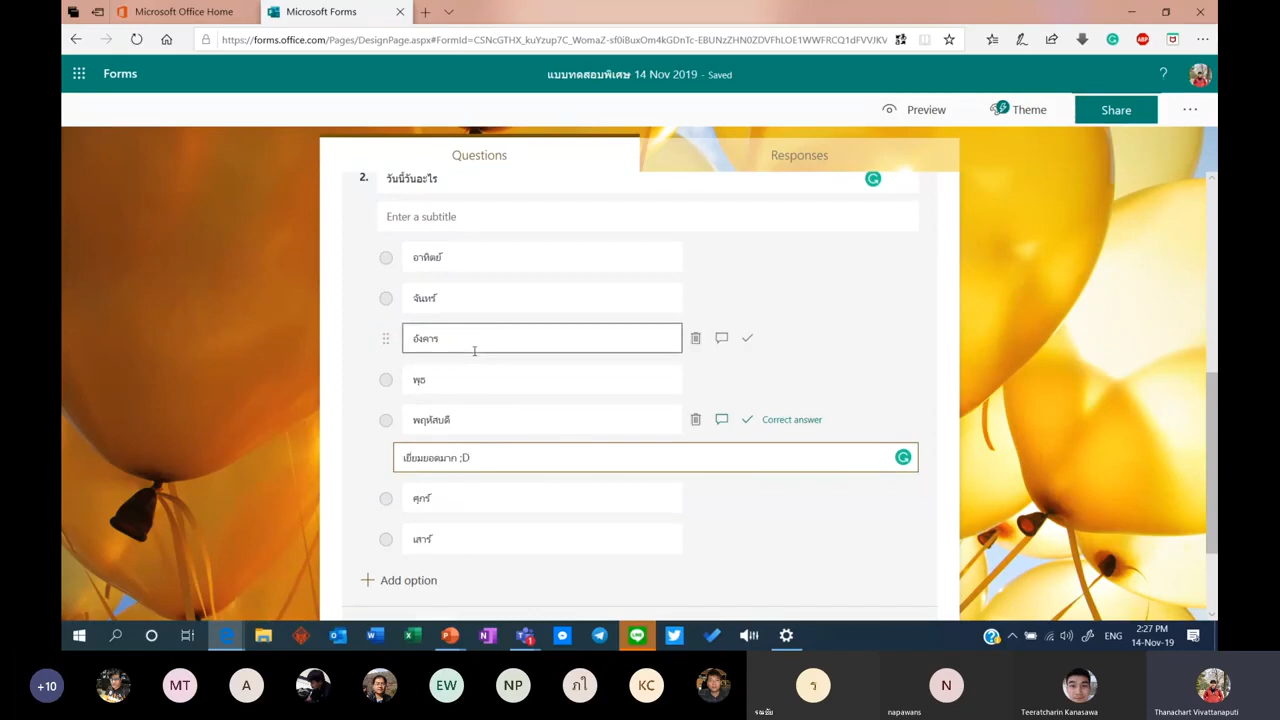 Microsoft Office Home
Microsoft Forms
https://forms.office.com/Pages/DesignPage.aspx#FormId=CSNcGTHX_kuYzup7C_WomaZ-sf0iBuxOm4kGDnTc-EBUNzZHN0ZDVFhLOE1WWFRCQ1dFVVJKV
ABP
Forms
แบบทดสอบพิเศษ 14 Nov 2019 - Saved
?
Preview
Theme
Share
Questions
Responses
2. วันนี้วันอะไร
Enter a subtitle
อาทิตย์
จันทร์
อังคาร
พุธ
พฤหัสบดี
Correct answer
เยี่ยมยอดมาก ;D
ศุกร์
เสาร์
Add option
ENG
2:27 PM
14-Nov-19
+10
MT
A
EW
NP
ภใ
KC
ร
N
napawans
Teeratcharin Kanasawa
Thanachart Vivattanaputi